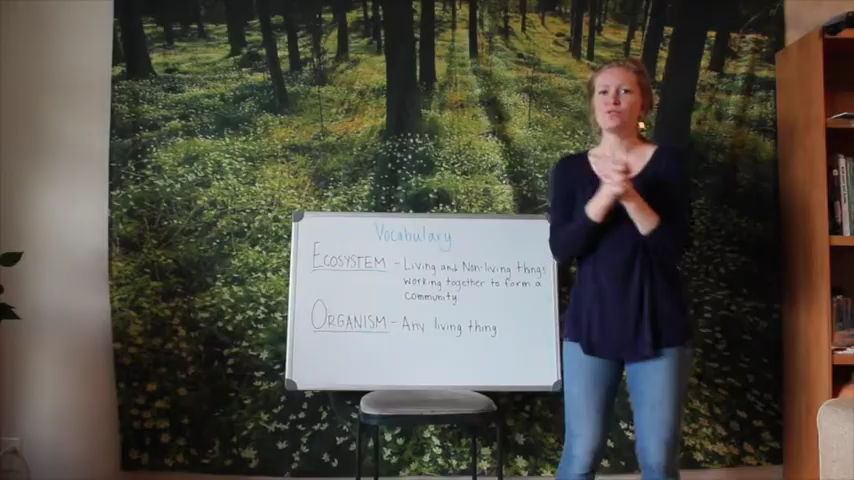 Vocabulary
ECOSYSTEM - Living and Non-living things
working together to form a
community
ORGANISM - Any living thing